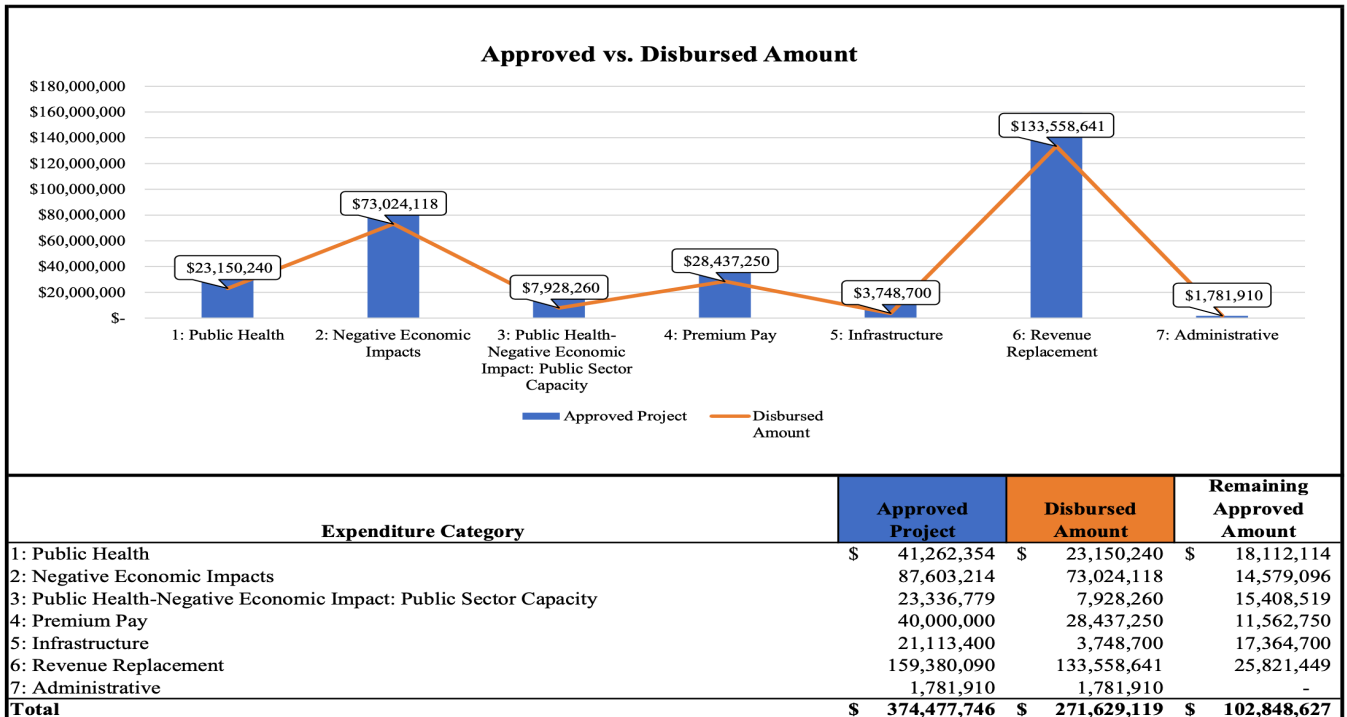 Approved vs. Disbursed Amount
$180,000,000
$160,000,000
$140,000,000
$120,000,000
$100,000,000
$80,000,000
$60,000,000
$40,000,000
$20,000,000
$-
$23,150,240
$73,024,118
$7,928,260
$28,437,250
$3,748,700
$133,558,641
$1,781,910
1: Public Health
2: Negative Economic
Impacts
3: Public Health-
Negative Economic
Impact: Public Sector
Capacity
4: Premium Pay
5: Infrastructure
6: Revenue
Replacement
7: Administrative
Approved Project
Disbursed
Amount
Expenditure Category
Approved
Project
Disbursed
Amount
Remaining
Approved
Amount
1: Public Health $ 41,262,354 $ 23,150,240 $ 18,112,114
2: Negative Economic Impacts 87,603,214 73,024,118 14,579,096
3: Public Health-Negative Economic Impact: Public Sector Capacity 23,336,779 7,928,260 15,408,519
4: Premium Pay 40,000,000 28,437,250 11,562,750
5: Infrastructure 21,113,400 3,748,700 17,364,700
6: Revenue Replacement 159,380,090 133,558,641 25,821,449
7: Administrative 1,781,910 1,781,910 -
Total $ 374,477,746 $ 271,629,119 $ 102,848,627